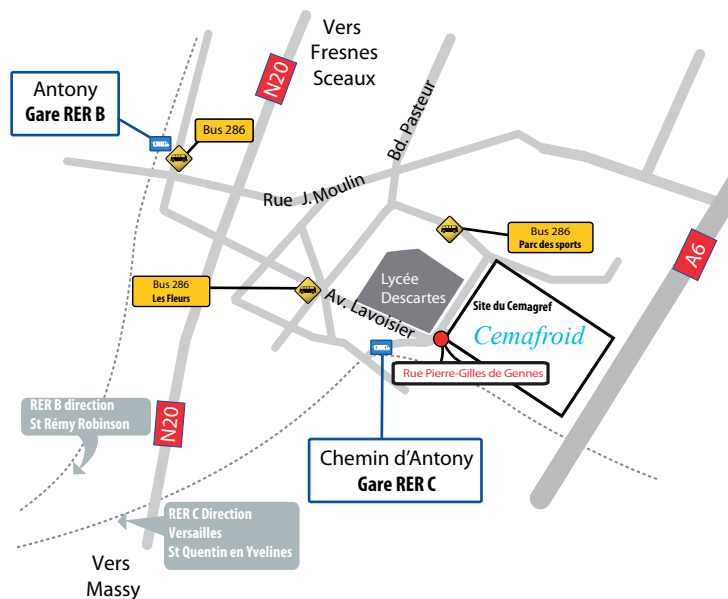 Vers
Fresnes
Sceaux
N20
Antony
Gare RER B
Bus 286
Bd. Pasteur
Rue J. Moulin
Bus 286
Parc des sports
A6
Lycée
Descartes
Bus 286
Les Fleurs
Av. Lavoisier
Site du Cemagref
Cemafroid
Rue Pierre-Gilles de Gennes
RER B direction
St Rémy Robinson
N20
Chemin d'Antony
Gare RER C
RER C Direction
Versailles
St Quentin en Yvelines
Vers
Massy